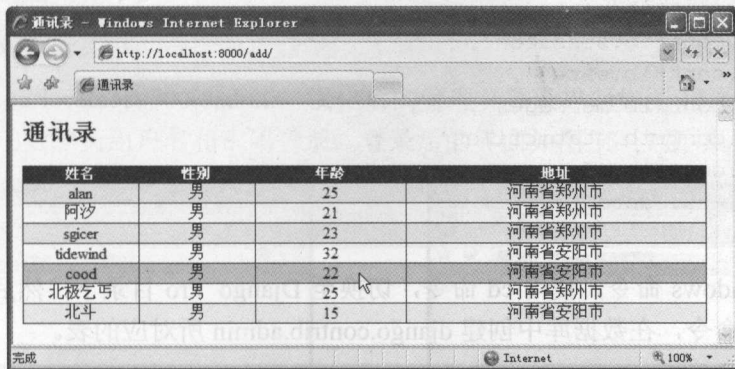 通讯录 - Windows Internet Explorer
http://localhost:8000/add/
通讯录
通讯录
姓名 性别 年龄 地址
alan 男 25 河南省郑州市
阿汐 男 21 河南省郑州市
sgicer 男 23 河南省郑州市
tidewind 男 32 河南省安阳市
cood 男 22 河南省安阳市
北极乞丐 男 25 河南省郑州市
北斗 男 15 河南省安阳市
完成 Internet 100%